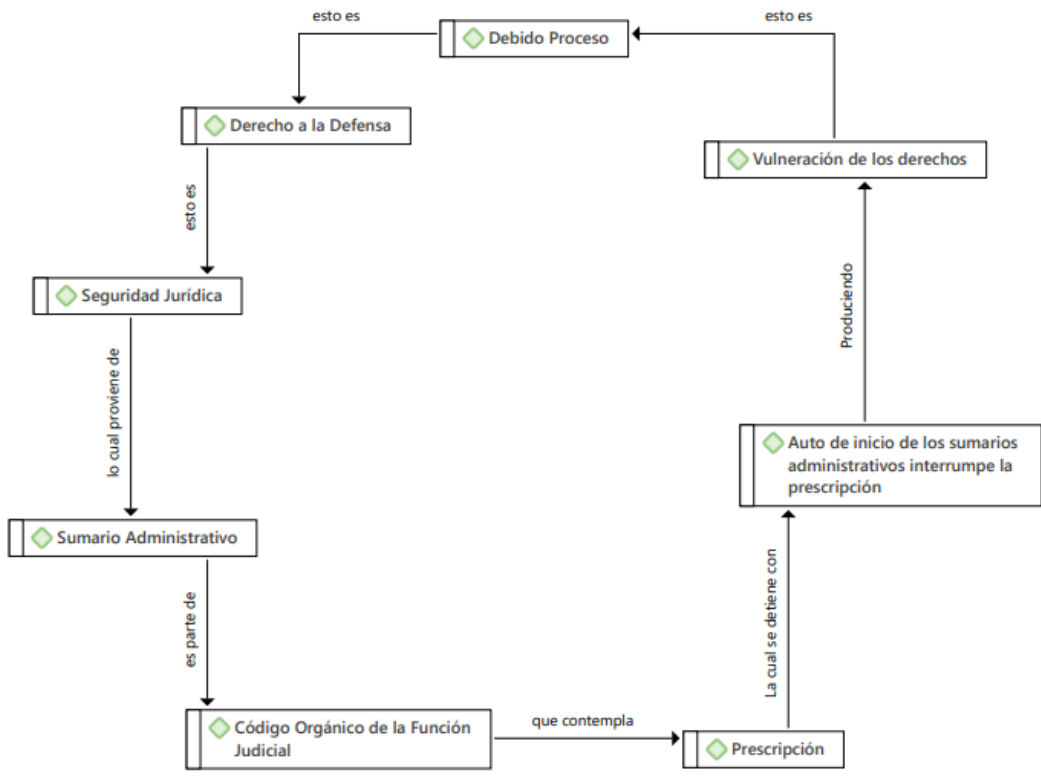 esto es
esto es
Debido Proceso
Derecho a la Defensa
Vulneración de los derechos
esto es
Seguridad Jurídica
Produciendo
lo cual proviene de
Auto de inicio de los sumarios
administrativos interrumpe la
prescripción
Sumario Administrativo
La cual se detiene con
es parte de
Código Orgánico de la Función
Judicial
que contempla
Prescripción